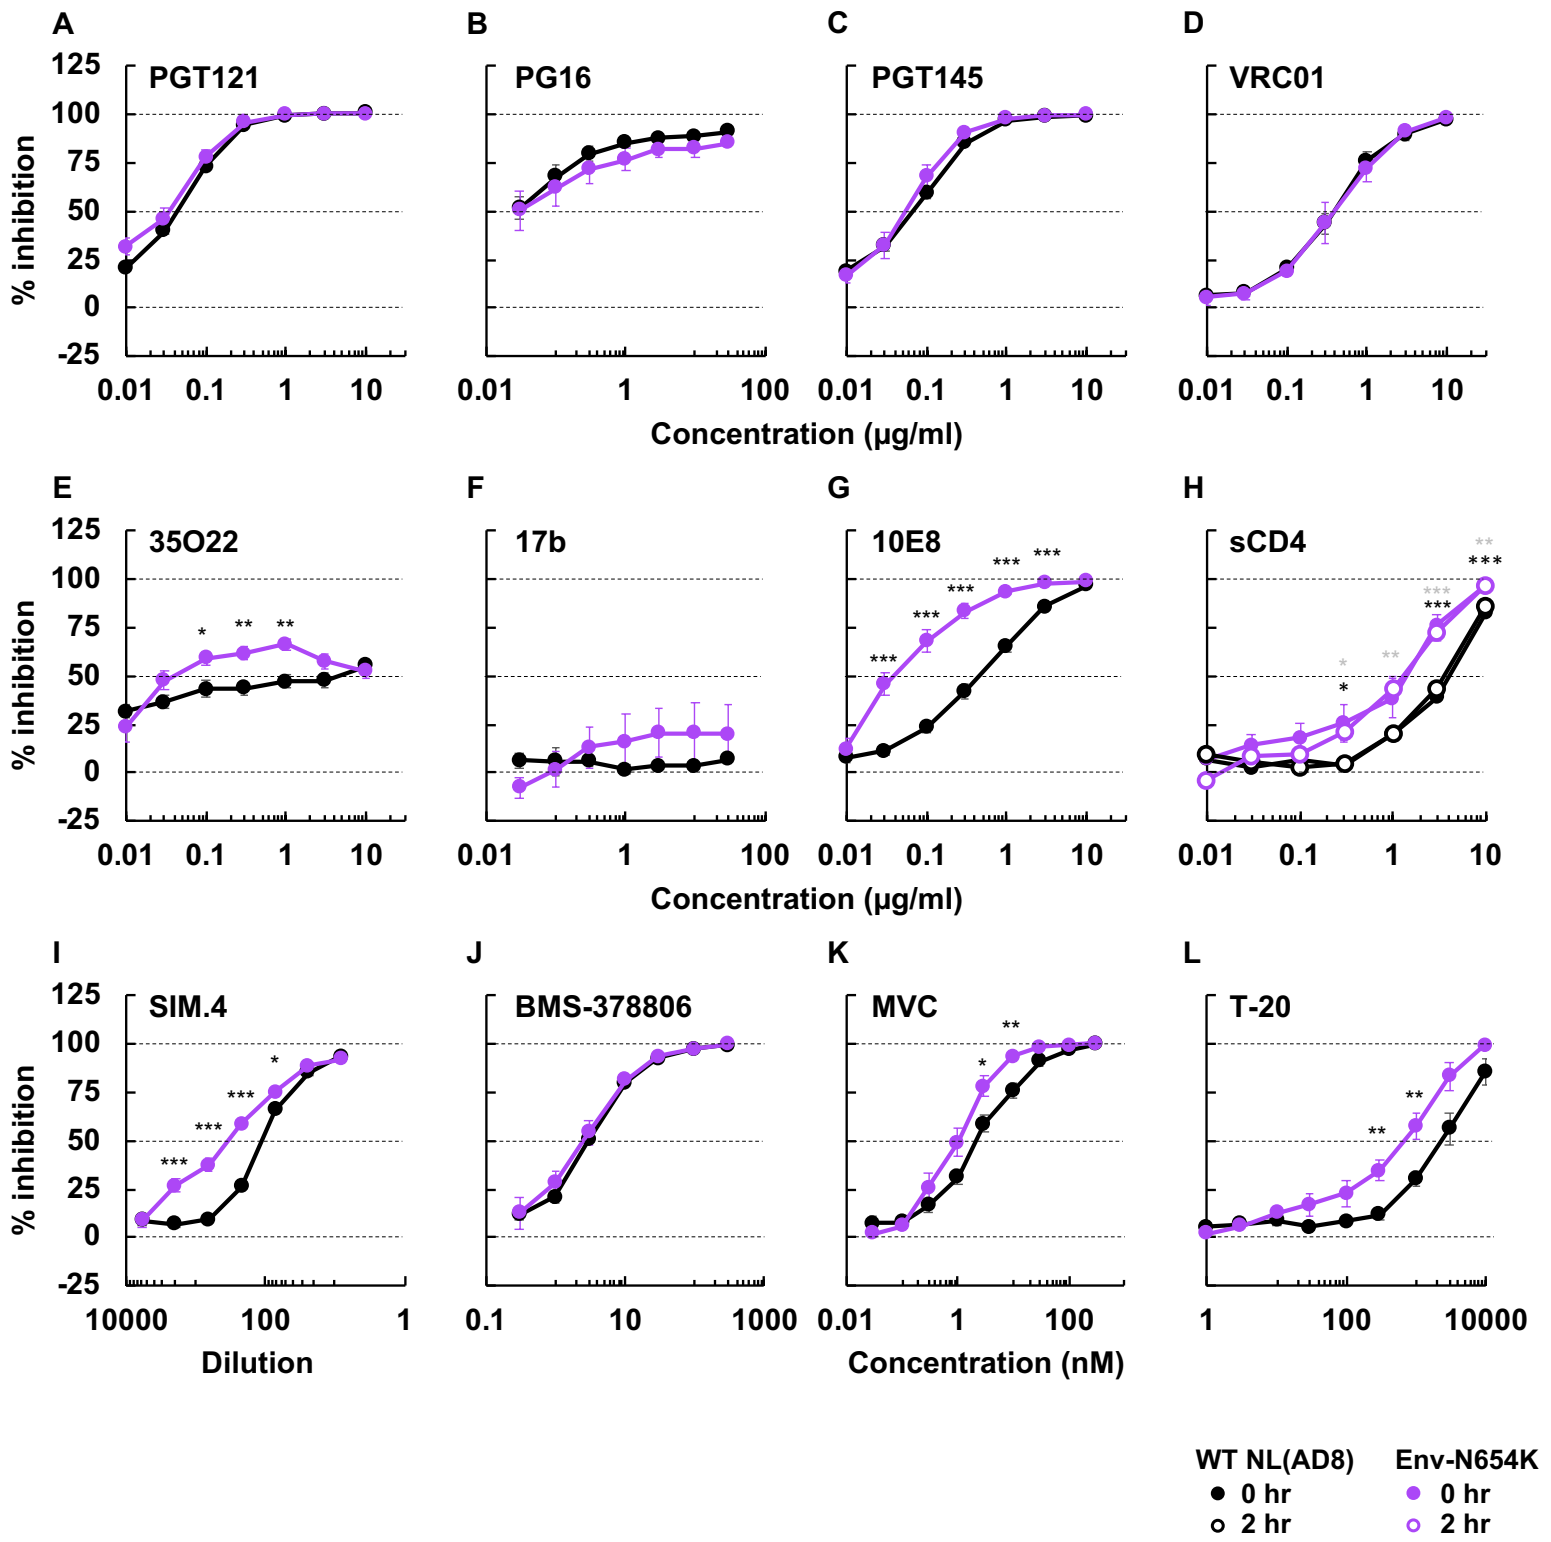 A B C D
125 PGT121 PG16 PGT145 VRC01
100
75
50
25
0
-25
% inhibition
0.01 0.1 1 10 0.01 1 100 0.01 0.1 1 10 0.01 0.1 1 10
Concentration (µg/ml)
E F G H
125 35O22 17b 10E8 sCD4
100
75
50
25
0
-25
% inhibition
* ** **
*** *** *** *** ***
* * ** *** *** ** ***
0.01 0.1 1 10 0.01 1 100 0.01 0.1 1 10 0.01 0.1 1 10
Concentration (µg/ml)
I J K L
125 SIM.4 BMS-378806 MVC T-20
100
75
50
25
0
-25
% inhibition
*** *** *** *
* **
** **
10000 100 1 0.1 10 1000 0.01 1 100 1 100 10000
Dilution Concentration (nM)
WT NL(AD8) Env-N654K
0 hr 0 hr
2 hr 2 hr